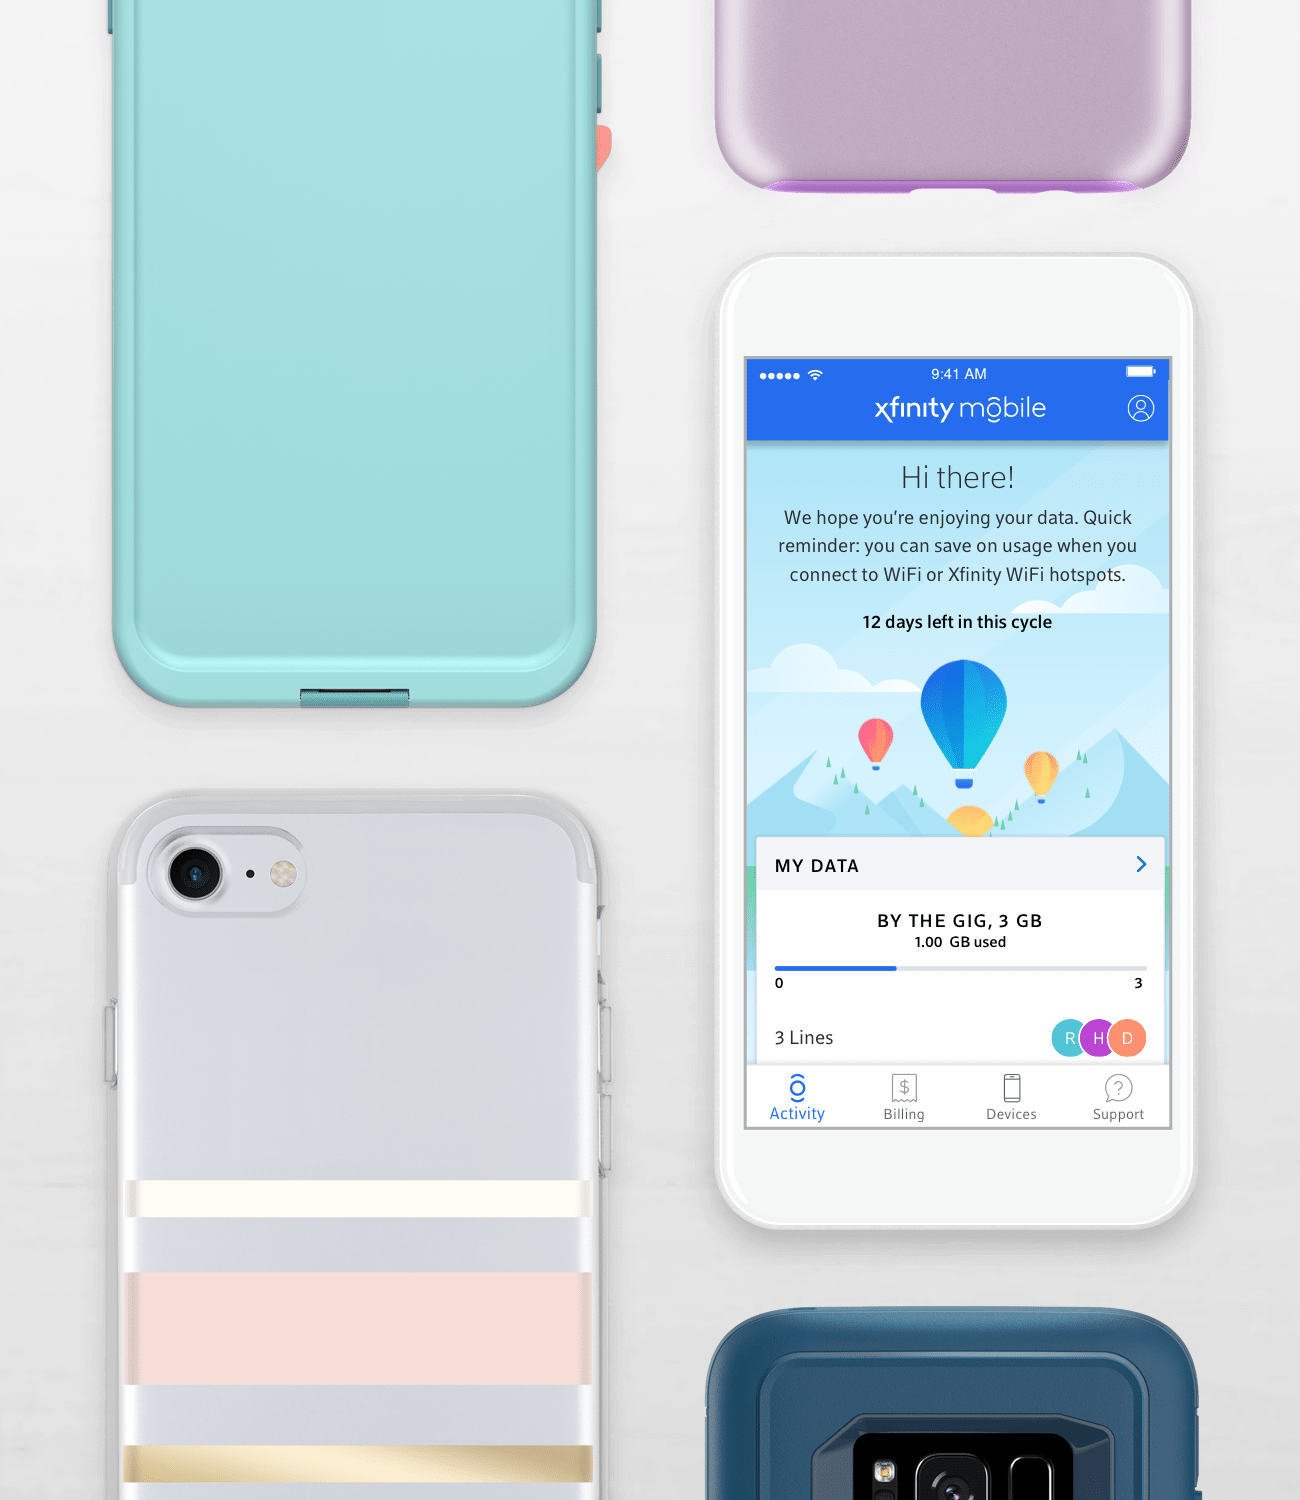 9:41 AM
xfinity mobile
Hi there!
We hope you're enjoying your data. Quick
reminder: you can save on usage when you
connect to WiFi or Xfinity WiFi hotspots.
12 days left in this cycle
MY DATA
BY THE GIG, 3 GB
1.00 GB used
0 3
3 Lines R H D
$ ?
Activity Billing Devices Support